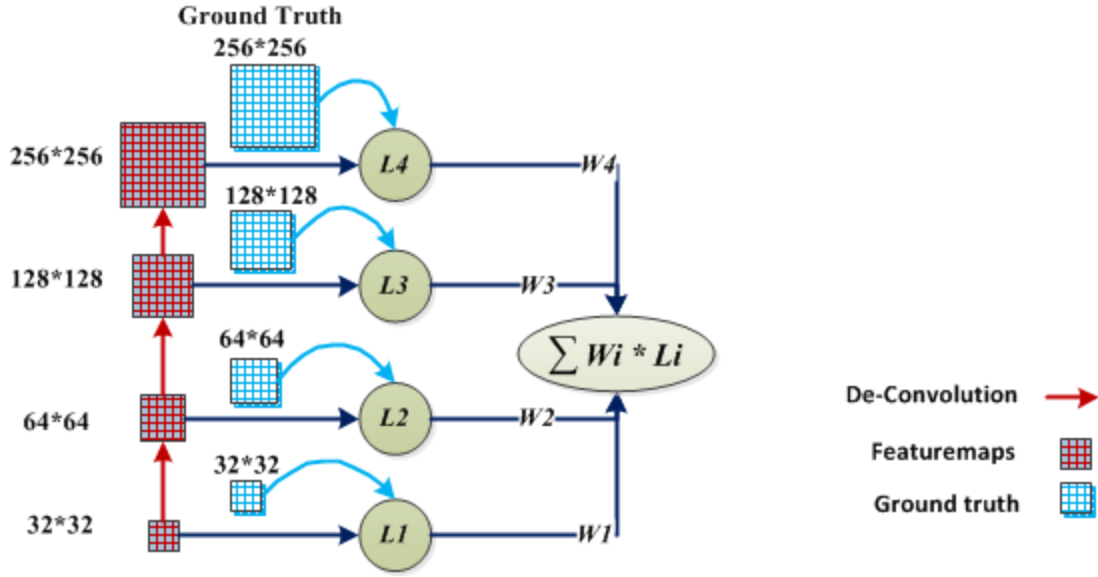 Ground Truth
256*256
256*256
L4
W4
128*128
128*128
L3
W3
∑ Wi * Li
64*64
64*64
L2
W2
32*32
32*32
L1
W1
De-Convolution
Featuremaps
Ground truth